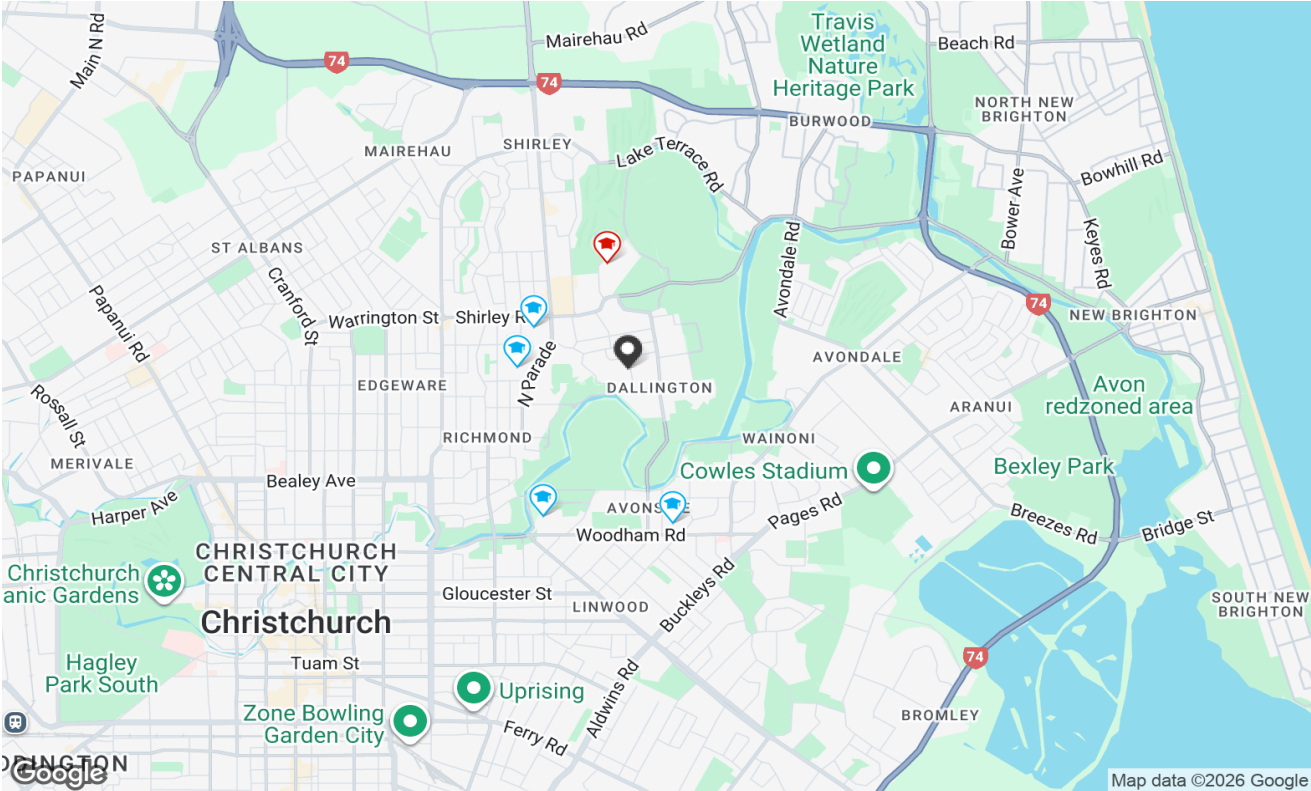 Main N Rd
74
Mairehau Rd
74
Travis
Wetland
Nature
Heritage Park
Beach Rd
NORTH NEW
BRIGHTON
BURWOOD
SHIRLEY
MAIREHAU
Lake Terrace Rd
PAPANUI
Bowhill Rd
Bower Ave
Keyes Rd
ST ALBANS
Cranford St
Avondale Rd
Papanui Rd
74
Warrington St
Shirley R
NEW BRIGHTON
N Parade
AVONDALE
EDGEWARE
DALLINGTON
Avon
redzoned area
ARANUI
Rossall St
RICHMOND
WAINONI
MERIVALE
Cowles Stadium
Bexley Park
Bealey Ave
Harper Ave
AVONS
E
Pages Rd
Breezes Rd
Bridge St
Woodham Rd
CHRISTCHURCH
CENTRAL CITY
Christchurch
anic Gardens
Gloucester St
LINWOOD
Buckleys Rd
SOUTH NEW
BRIGHTON
Christchurch
Tuam St
Hagley
Park South
74
Uprising
Aldwins Rd
Zone Bowling
Garden City
BROMLEY
Ferry Rd
DDINGTON
Google
Map data ©2026 Google